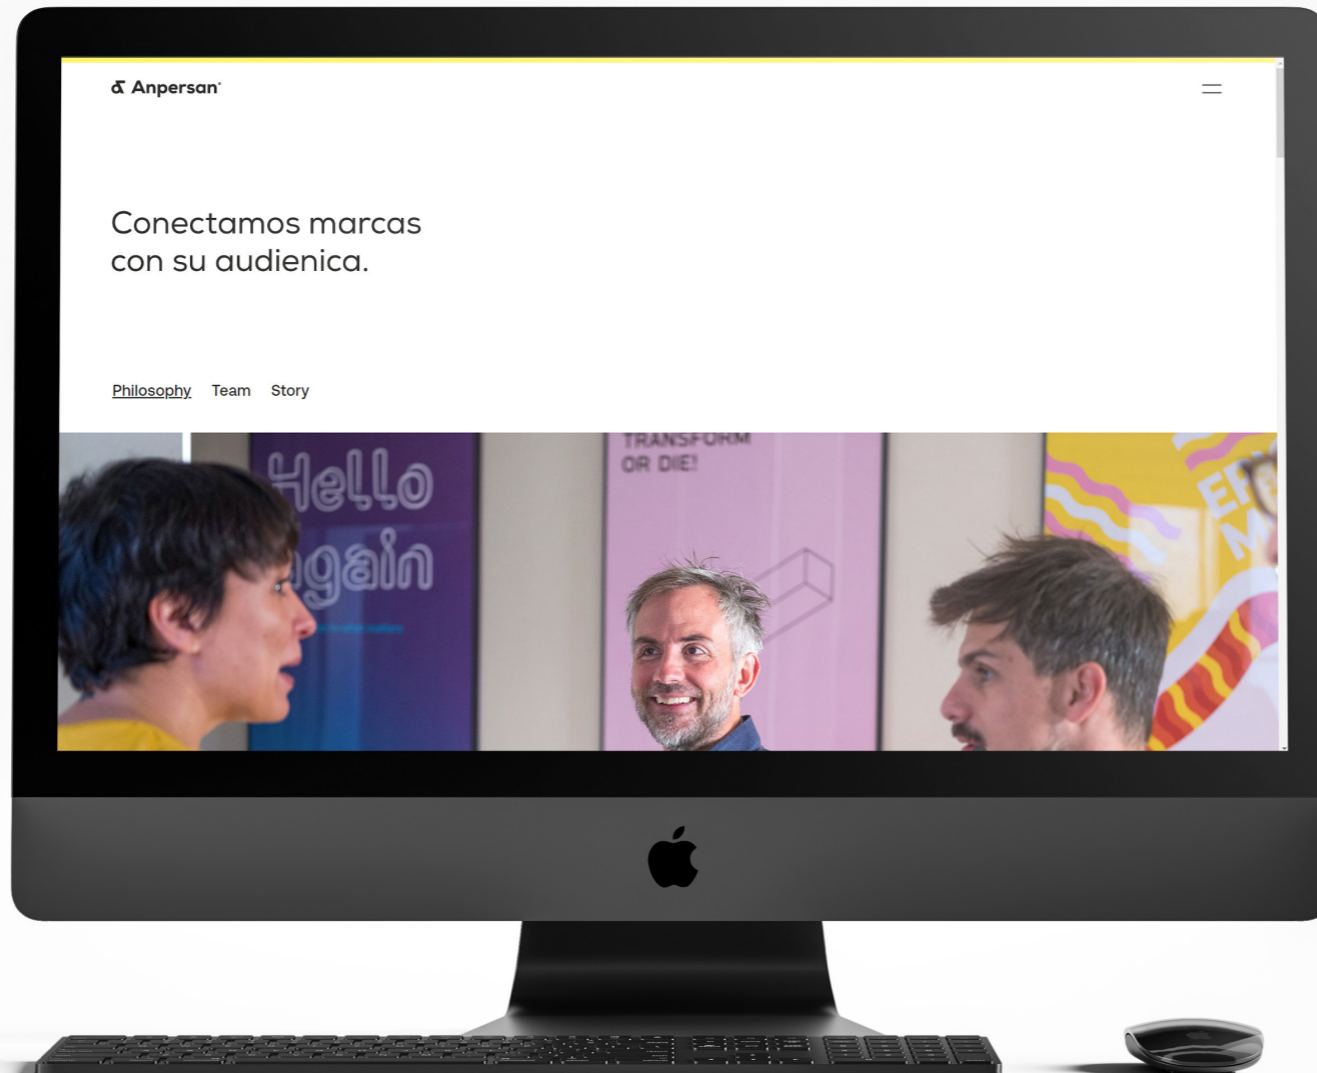 Anpersan
Conectamos marcas
con su audienica.
Philosophy Team Story
Hello
again
TRANSFORM
OR DIE!